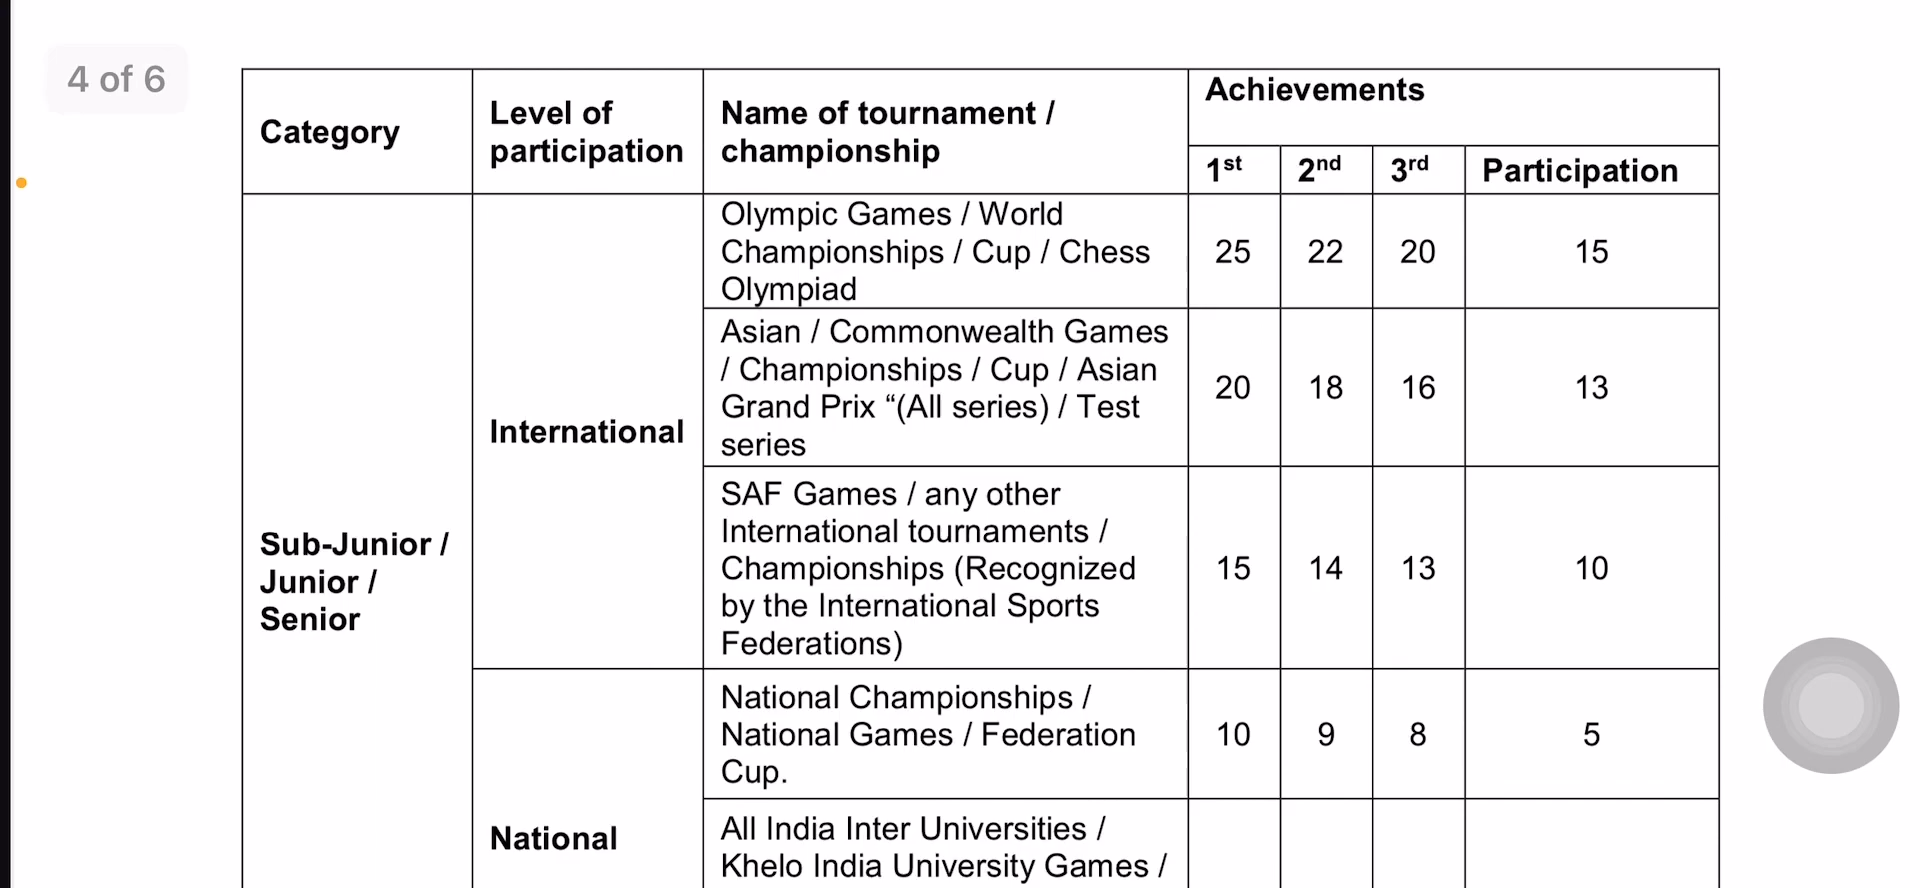 4 of 6
Category
Level of
participation
Name of tournament /
championship
Achievements
1st
2nd
3rd
Participation
Sub-Junior /
Junior /
Senior
International
Olympic Games / World
Championships / Cup / Chess
Olympiad
25
22
20
15
Asian / Commonwealth Games
/ Championships / Cup / Asian
Grand Prix “(All series) / Test
series
20
18
16
13
SAF Games / any other
International tournaments /
Championships (Recognized
by the International Sports
Federations)
15
14
13
10
National
National Championships /
National Games / Federation
Cup.
10
9
8
5
All India Inter Universities /
Khelo India University Games /